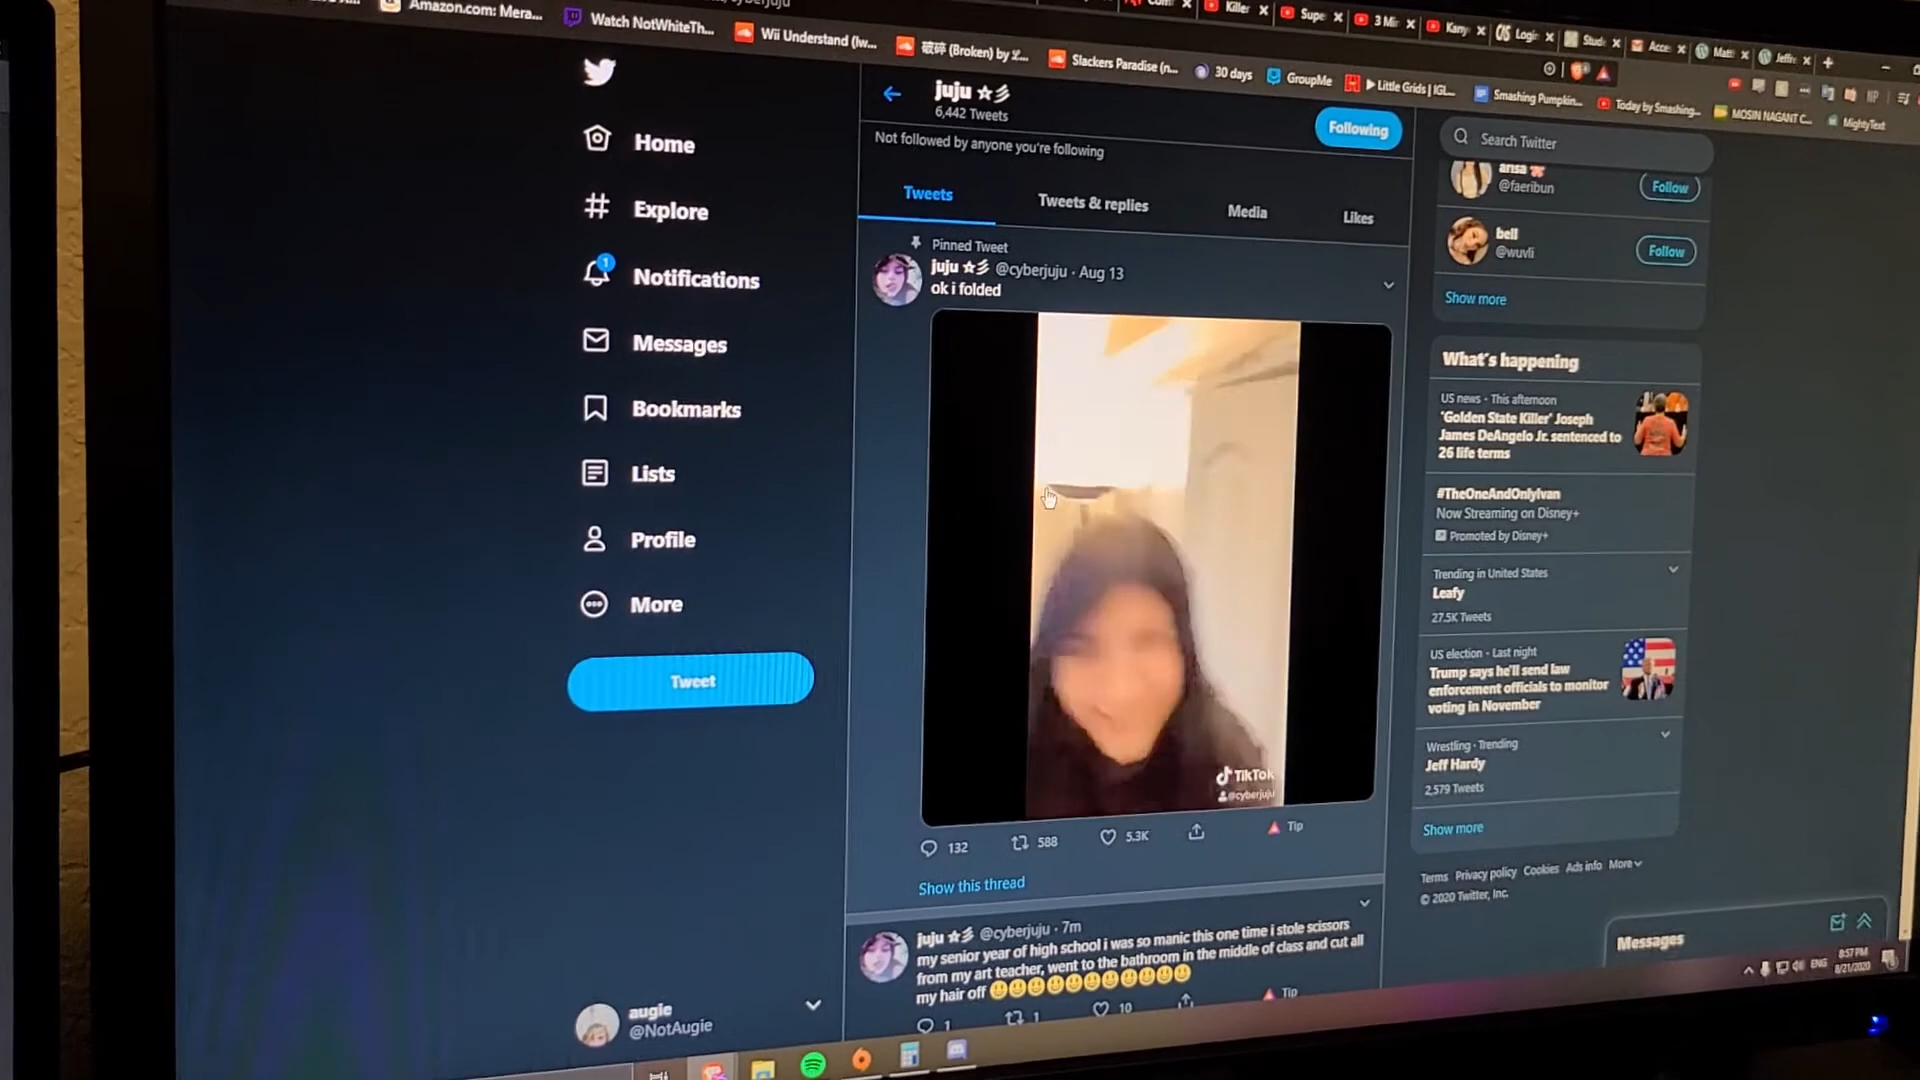 Amazon.com: Mera...
Watch NotWhiteTh...
Wii Understand (lw...
破碎 (Broken) by
Slackers Paradise (n...
30 days
GroupMe
Little Grids | IGL...
Smashing Pumpkin...
Today by Smashing...
MOSIN NAGANT C...
MightyText
Killer
Supe
3 Mi
Kany
Login
Stud
Acce
Matt
Jeffre
Home
Explore
1
Notifications
Messages
Bookmarks
Lists
Profile
More
Tweet
augie
@NotAugie
juju ☆彡
6,442 Tweets
Following
Not followed by anyone you're following
Tweets
Tweets & replies
Media
Likes
Pinned Tweet
juju ☆彡 @cyberjuju · Aug 13
ok i folded
TikTok
@cyberjuju
132
588
5.3K
Tip
Show this thread
juju ☆彡 @cyberjuju · 7m
my senior year of high school i was so manic this one time i stole scissors
from my art teacher, went to the bathroom in the middle of class and cut all
my hair off
1
1
10
Tip
Search Twitter
@faeribun
Follow
bell
@wuvli
Follow
Show more
What's happening
US news · This afternoon
'Golden State Killer' Joseph
James DeAngelo Jr. sentenced to
26 life terms
#TheOneAndOnlyIvan
Now Streaming on Disney+
Promoted by Disney+
Trending in United States
Leafy
27.5K Tweets
US election · Last night
Trump says he'll send law
enforcement officials to monitor
voting in November
Wrestling · Trending
Jeff Hardy
2,579 Tweets
Show more
Terms Privacy policy Cookies Ads info More
© 2020 Twitter, Inc.
Messages
ENG
8:57 PM
8/21/2020